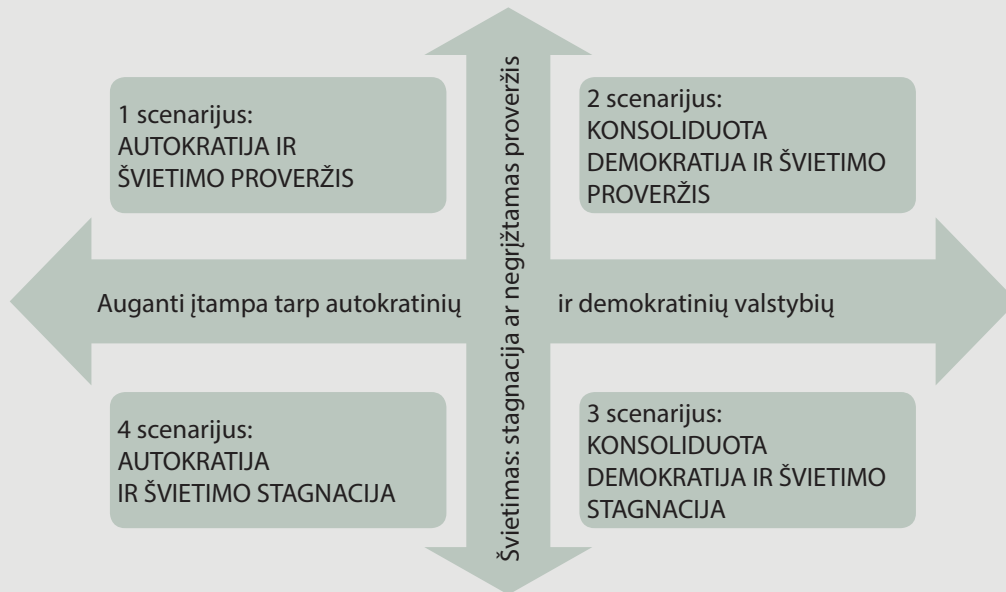 1 scenarijus:
AUTOKRATIJA IR
ŠVIETIMO PROVERŽIS
2 scenarijus:
KONSOLIDUOTA
DEMOKRATIJA IR ŠVIETIMO
PROVERŽIS
Švietimas: stagnacija ar negrįžtamas proveržis
Auganti įtampa tarp autokratinių ir demokratinių valstybių
4 scenarijus:
AUTOKRATIJA
IR ŠVIETIMO STAGNACIJA
3 scenarijus:
KONSOLIDUOTA
DEMOKRATIJA IR ŠVIETIMO
STAGNACIJA